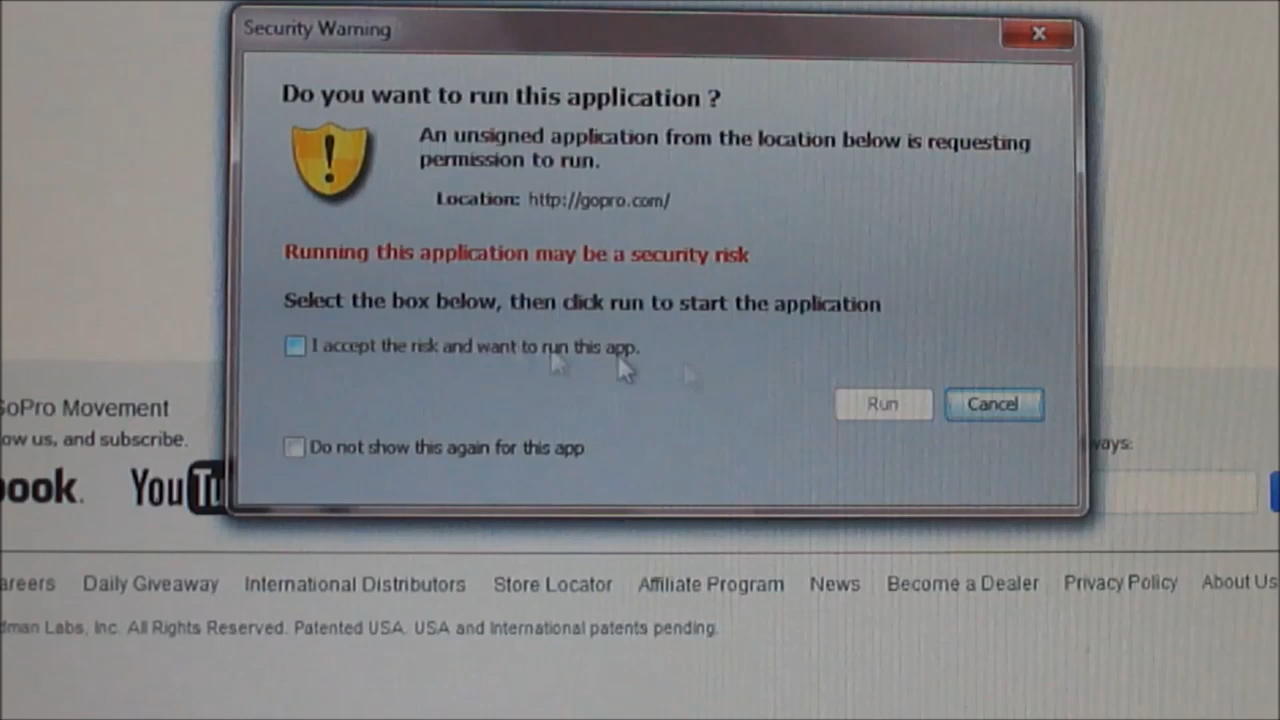 Security Warning
Do you want to run this application ?
An unsigned application from the location below is requesting
permission to run.
Location: http://gopro.com/
Running this application may be a security risk
Select the box below, then click run to start the application
I accept the risk and want to run this app.
Run Cancel
Do not show this again for this app
GoPro Movement
ow us, and subscribe.
ways:
book. YouTu
areers Daily Giveaway International Distributors Store Locator Affiliate Program News Become a Dealer Privacy Policy About Us
dman Labs, Inc. All Rights Reserved. Patented USA. USA and International patents pending.